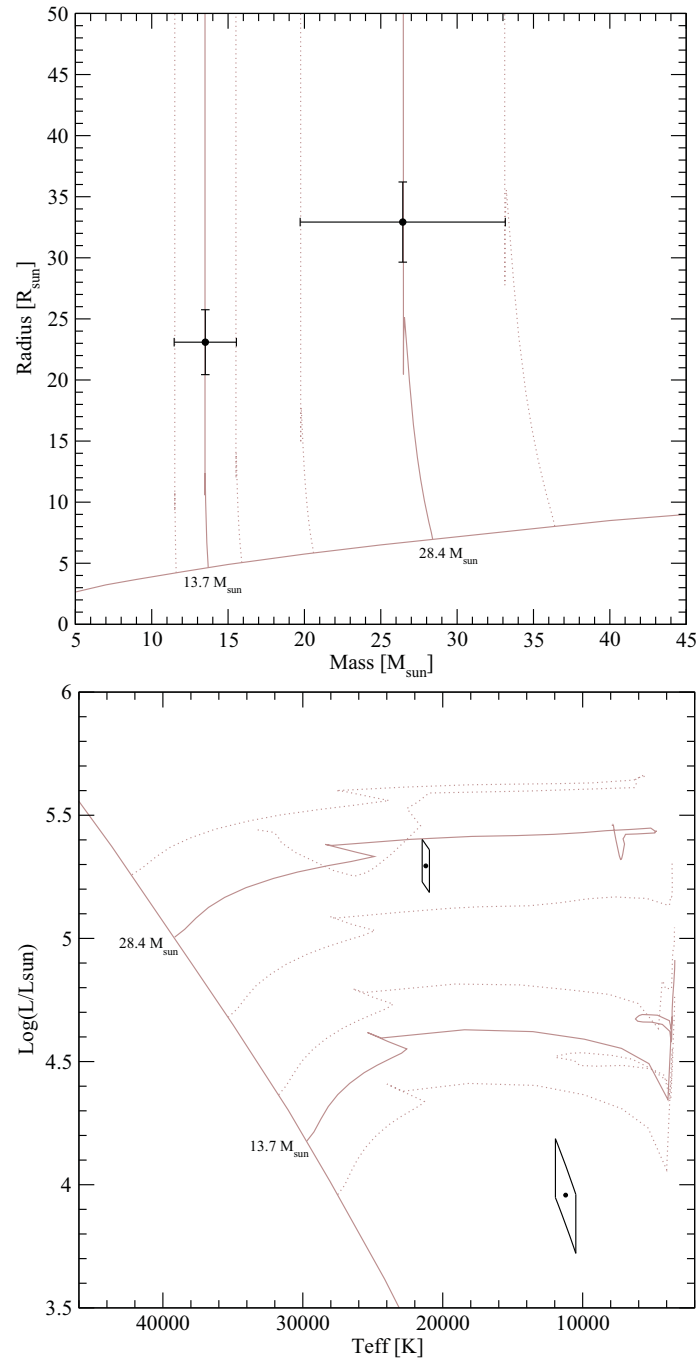 50
45
40
35
30
25
20
15
10
5
0
Radius [R_sun]
13.7 M_sun
28.4 M_sun
5 10 15 20 25 30 35 40 45
Mass [M_sun]
6
5.5
5
4.5
4
3.5
Log(L/Lsun)
28.4 M_sun
13.7 M_sun
40000 30000 20000 10000
Teff [K]